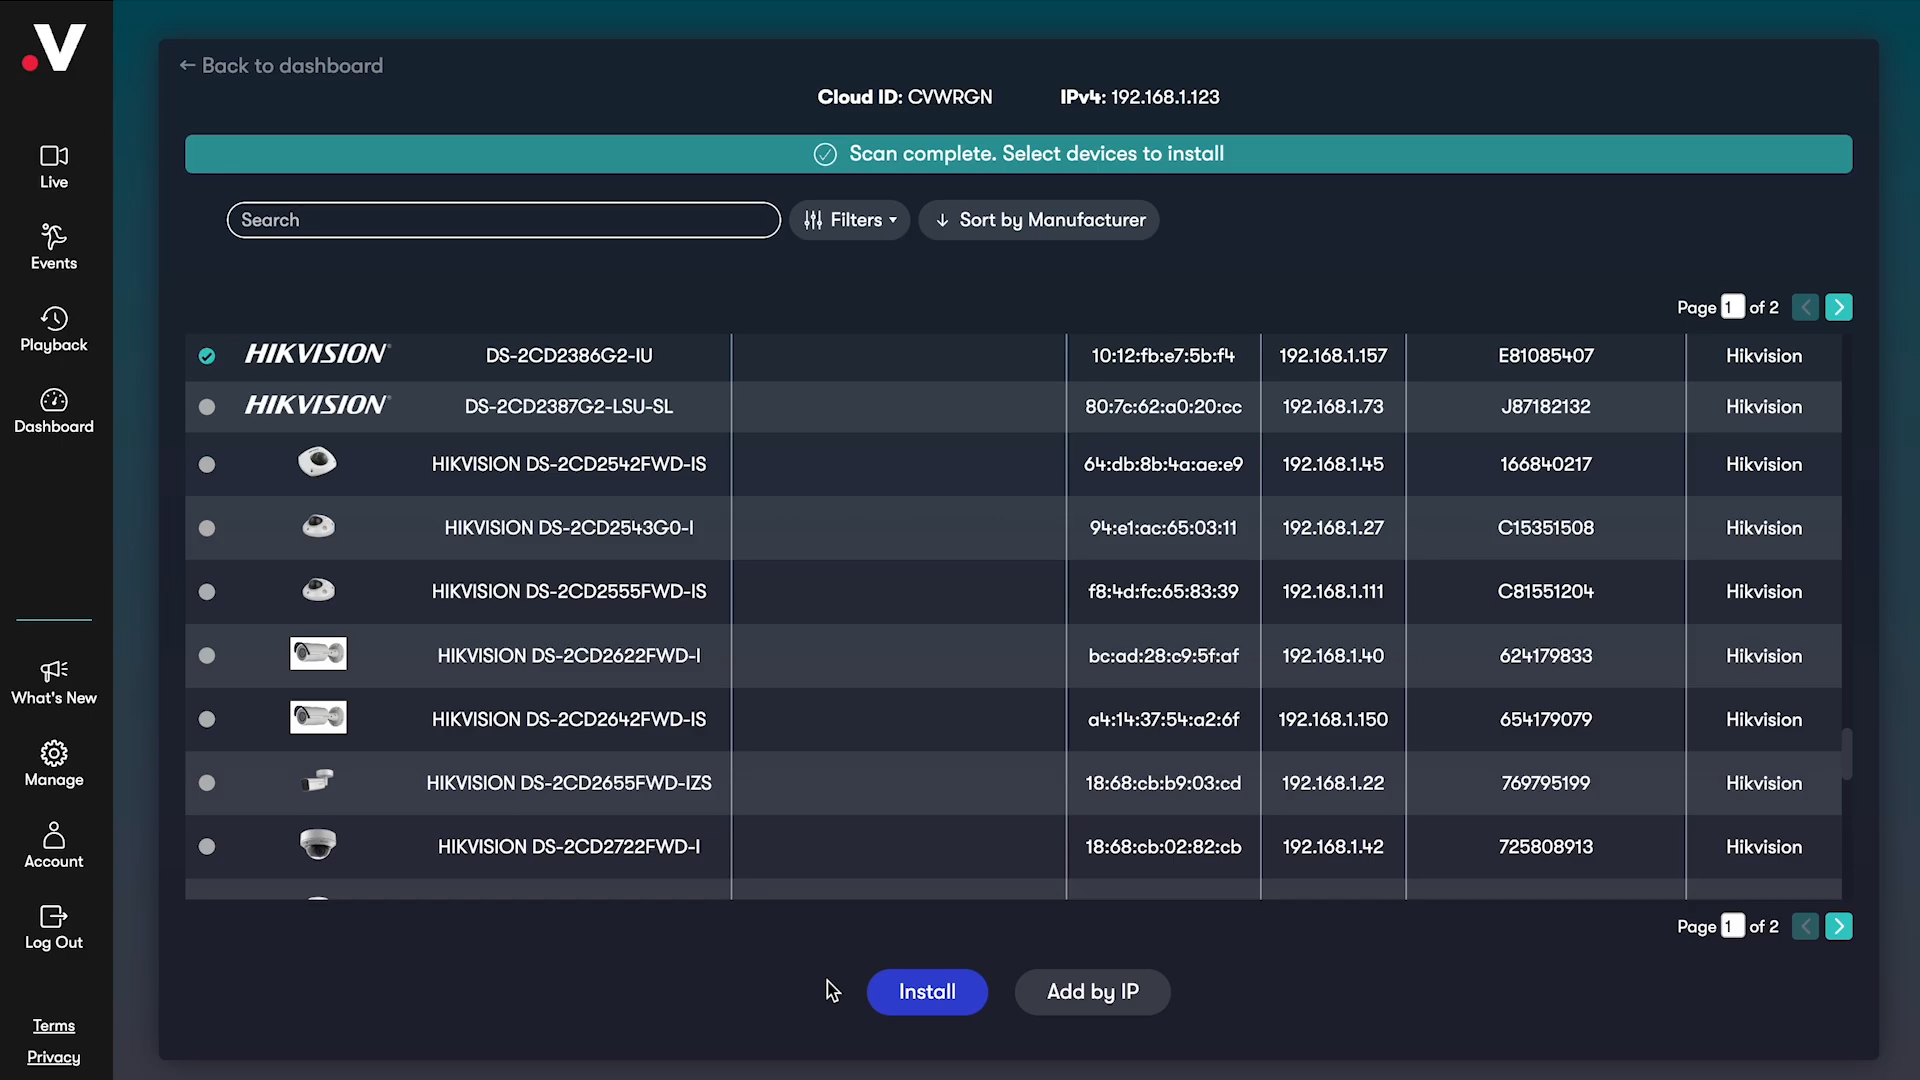 .V
Live
Events
Playback
Dashboard
What's New
Manage
Account
Log Out
Terms
Privacy
← Back to dashboard
Cloud ID: CVWRGN IPv4: 192.168.1.123
Scan complete. Select devices to install
Search Filters Sort by Manufacturer
Page 1 of 2
HIKVISION DS-2CD2386G2-IU 10:12:fb:e7:5b:f4 192.168.1.157 E81085407 Hikvision
HIKVISION DS-2CD2387G2-LSU-SL 80:7c:62:a0:20:cc 192.168.1.73 J87182132 Hikvision
HIKVISION DS-2CD2542FWD-IS 64:db:8b:4a:ae:e9 192.168.1.45 166840217 Hikvision
HIKVISION DS-2CD2543G0-I 94:e1:ac:65:03:11 192.168.1.27 C15351508 Hikvision
HIKVISION DS-2CD2555FWD-IS f8:4d:fc:65:83:39 192.168.1.111 C81551204 Hikvision
HIKVISION DS-2CD2622FWD-I bc:ad:28:c9:5f:af 192.168.1.40 624179833 Hikvision
HIKVISION DS-2CD2642FWD-IS a4:14:37:54:a2:6f 192.168.1.150 654179079 Hikvision
HIKVISION DS-2CD2655FWD-IZS 18:68:cb:b9:03:cd 192.168.1.22 769795199 Hikvision
HIKVISION DS-2CD2722FWD-I 18:68:cb:02:82:cb 192.168.1.42 725808913 Hikvision
Page 1 of 2
Install Add by IP